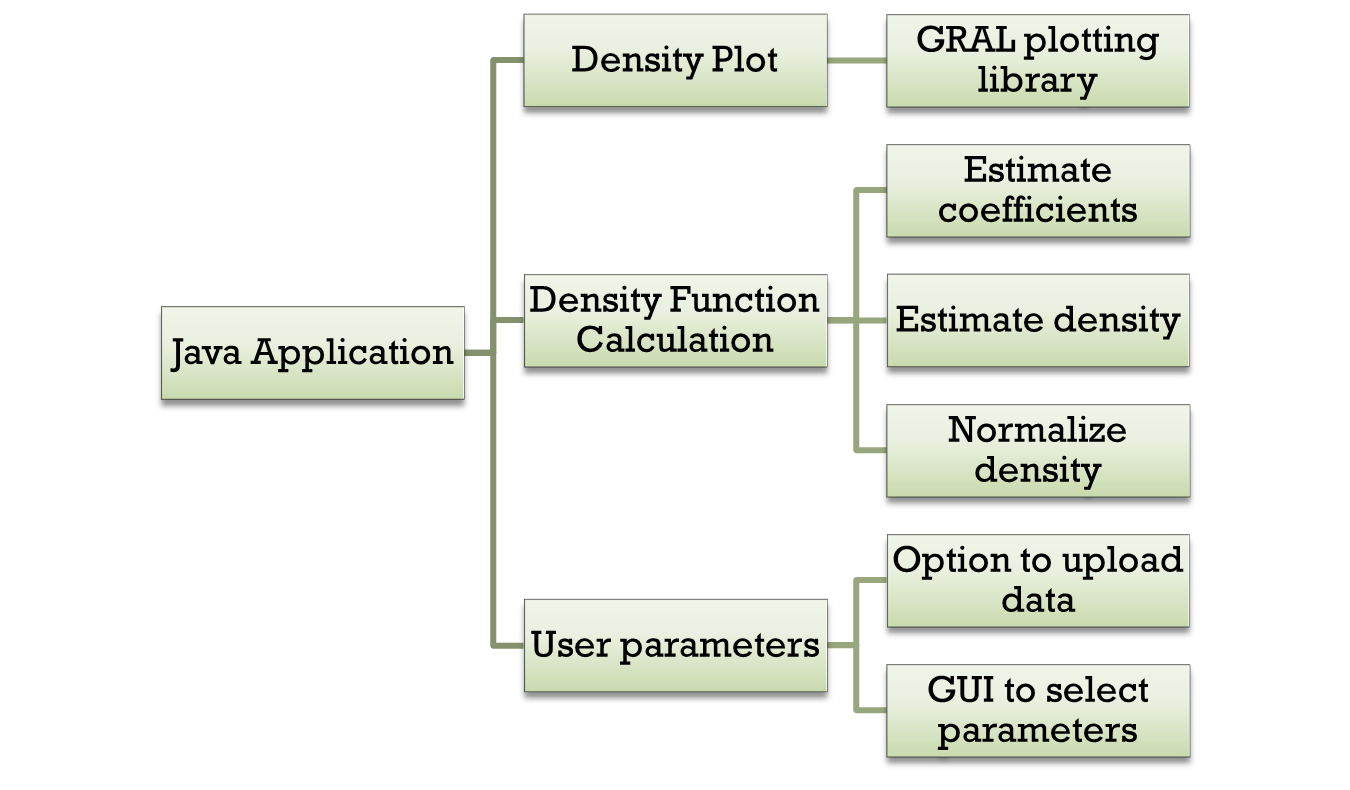 Density Plot
GRAL plotting
library
Estimate
coefficients
Java Application
Density Function
Calculation
Estimate density
Normalize
density
User parameters
Option to upload
data
GUI to select
parameters